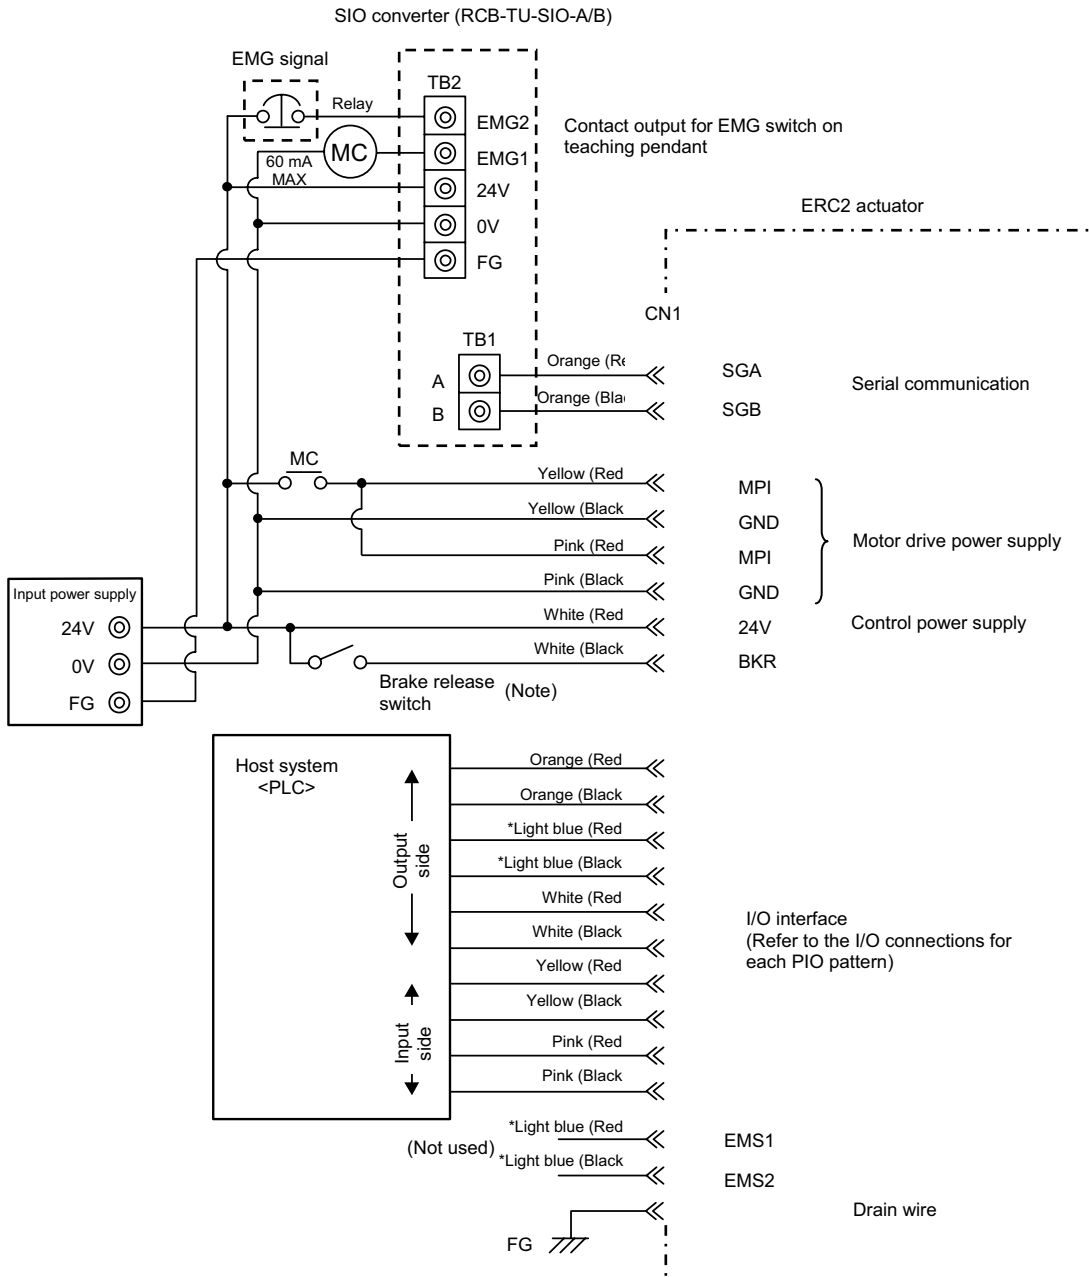 SIO converter (RCB-TU-SIO-A/B)
EMG signal
TB2
Relay
EMG2
MC
EMG1
60 mA
MAX
24V
0V
FG
Contact output for EMG switch on
teaching pendant
ERC2 actuator
CN1
TB1
A
Orange (Re
SGA
B
Orange (Bla
SGB
Serial communication
MC
Yellow (Red
MPI
Yellow (Black
GND
Pink (Red
MPI
Pink (Black
GND
Motor drive power supply
Input power supply
24V
0V
FG
White (Red
24V
Control power supply
White (Black
BKR
Brake release
switch
(Note)
Host system
<PLC>
Output
side
Input
side
Orange (Red
Orange (Black
*Light blue (Red
*Light blue (Black
White (Red
White (Black
Yellow (Red
Yellow (Black
Pink (Red
Pink (Black
I/O interface
(Refer to the I/O connections for
each PIO pattern)
(Not used)
*Light blue (Red
EMS1
*Light blue (Black
EMS2
Drain wire
FG